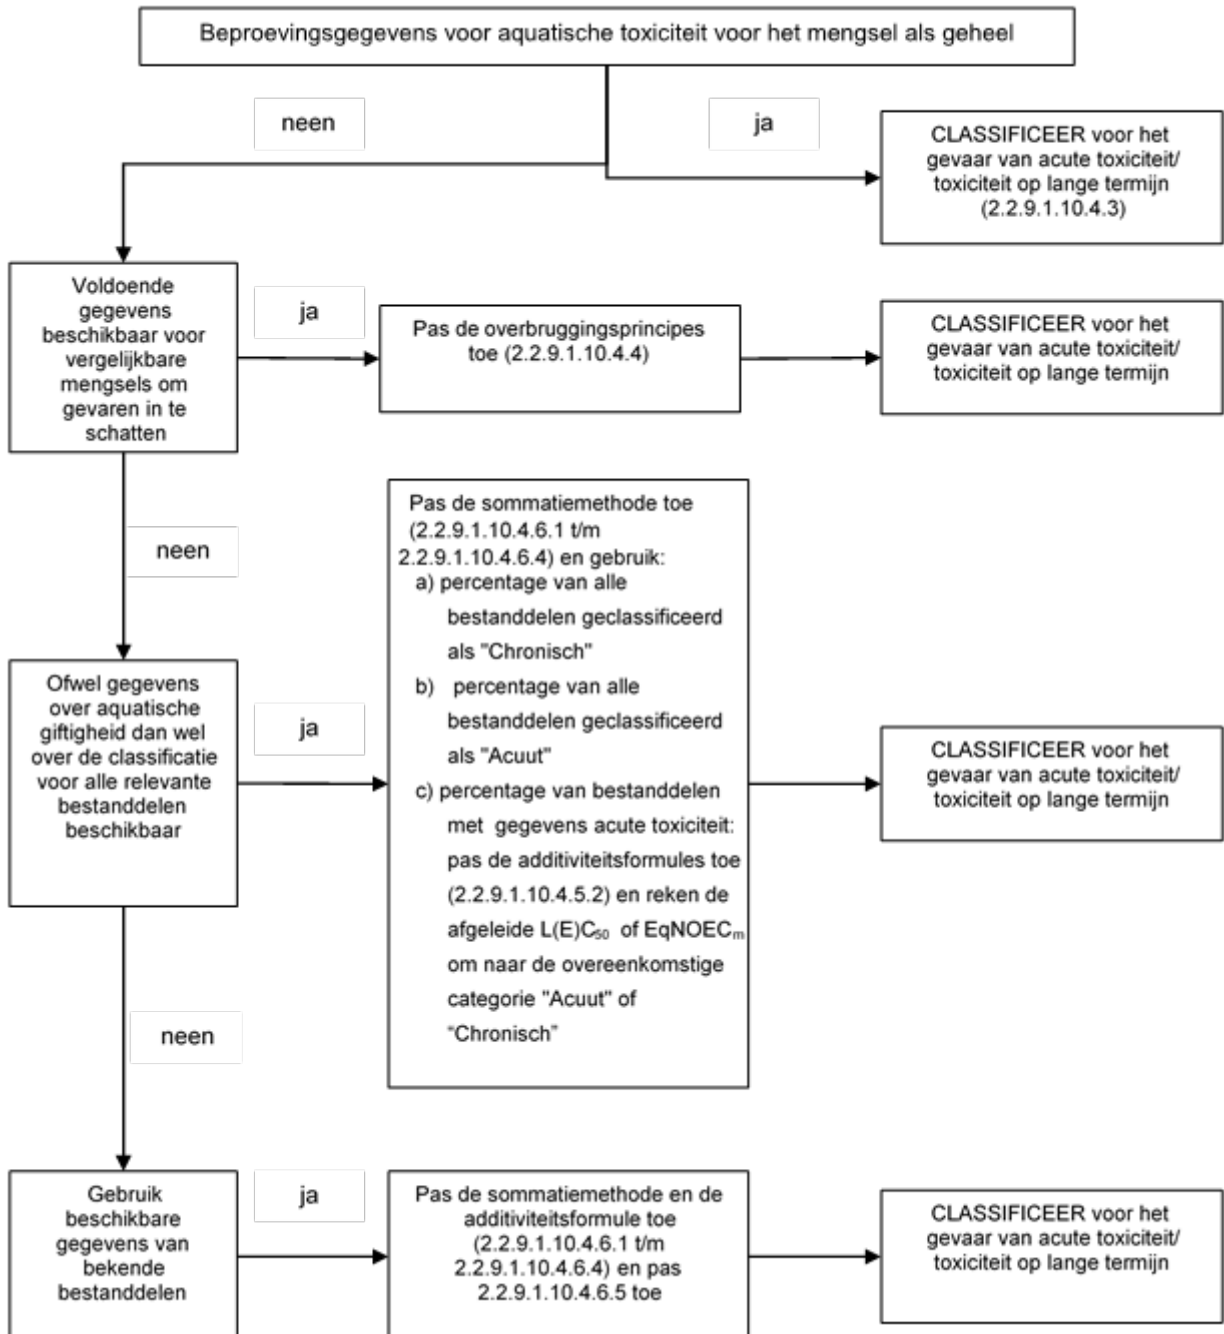 Beproevingsgegevens voor aquatische toxiciteit voor het mengsel als geheel
neen
ja
CLASSIFICEER voor het
gevaar van acute toxiciteit/
toxiciteit op lange termijn
(2.2.9.1.10.4.3)
Voldoende
gegevens
beschikbaar voor
vergelijkbare
mengsels om
gevaren in te
schatten
ja
Pas de overbruggingsprincipes
toe (2.2.9.1.10.4.4)
CLASSIFICEER voor het
gevaar van acute toxiciteit/
toxiciteit op lange termijn
neen
Pas de sommatiemethode toe
(2.2.9.1.10.4.6.1 t/m
2.2.9.1.10.4.6.4) en gebruik:
a) percentage van alle
bestanddelen geclassificeerd
als "Chronisch"
b) percentage van alle
bestanddelen geclassificeerd
als "Acuut"
c) percentage van bestanddelen
met gegevens acute toxiciteit:
pas de additiviteitsformules toe
(2.2.9.1.10.4.5.2) en reken de
afgeleide L(E)C₅₀ of EqNOECₘ
om naar de overeenkomstige
categorie "Acuut" of
“Chronisch”
Ofwel gegevens
over aquatische
giftigheid dan wel
over de classificatie
voor alle relevante
bestanddelen
beschikbaar
ja
CLASSIFICEER voor het
gevaar van acute toxiciteit/
toxiciteit op lange termijn
neen
Gebruik
beschikbare
gegevens van
bekende
bestanddelen
ja
Pas de sommatiemethode en de
additiviteitsformule toe
(2.2.9.1.10.4.6.1 t/m
2.2.9.1.10.4.6.4) en pas
2.2.9.1.10.4.6.5 toe
CLASSIFICEER voor het
gevaar van acute toxiciteit/
toxiciteit op lange termijn